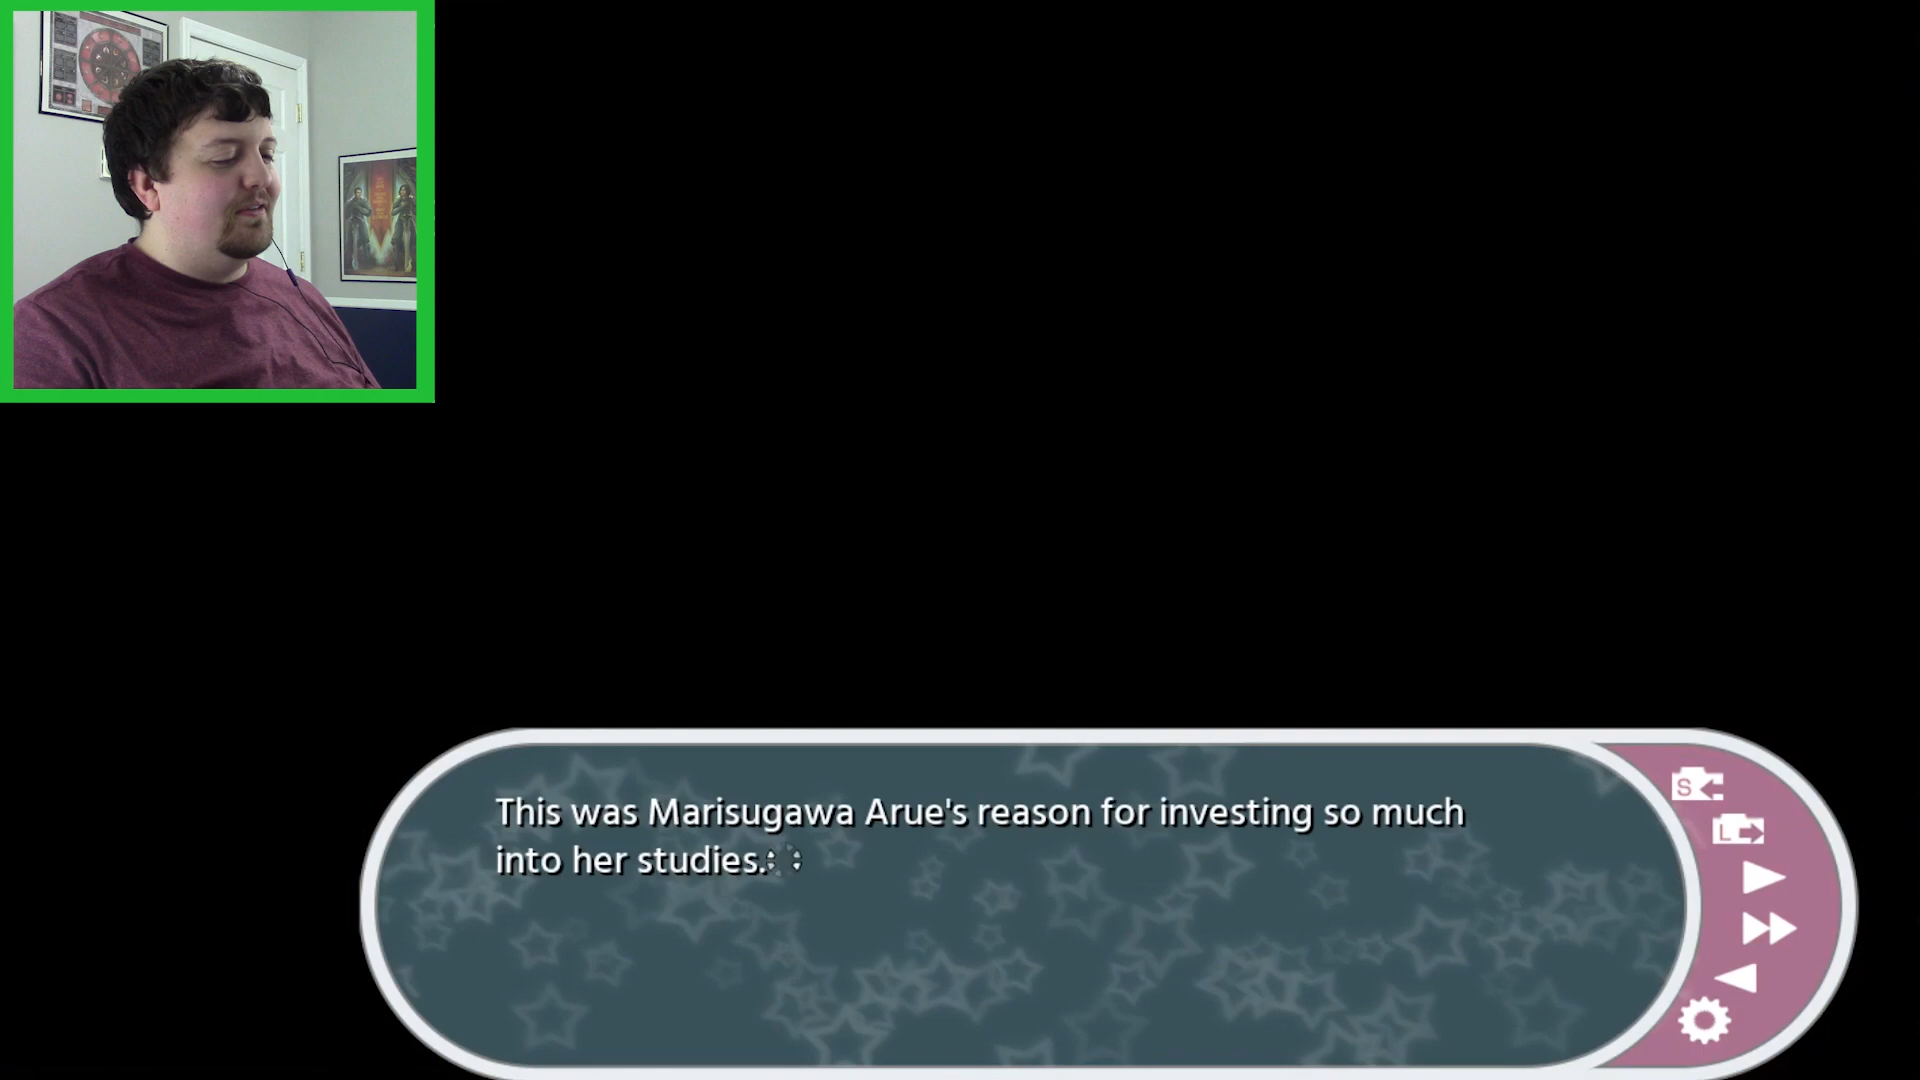 This was Marisugawa Arue's reason for investing so much
into her studies.
S
L